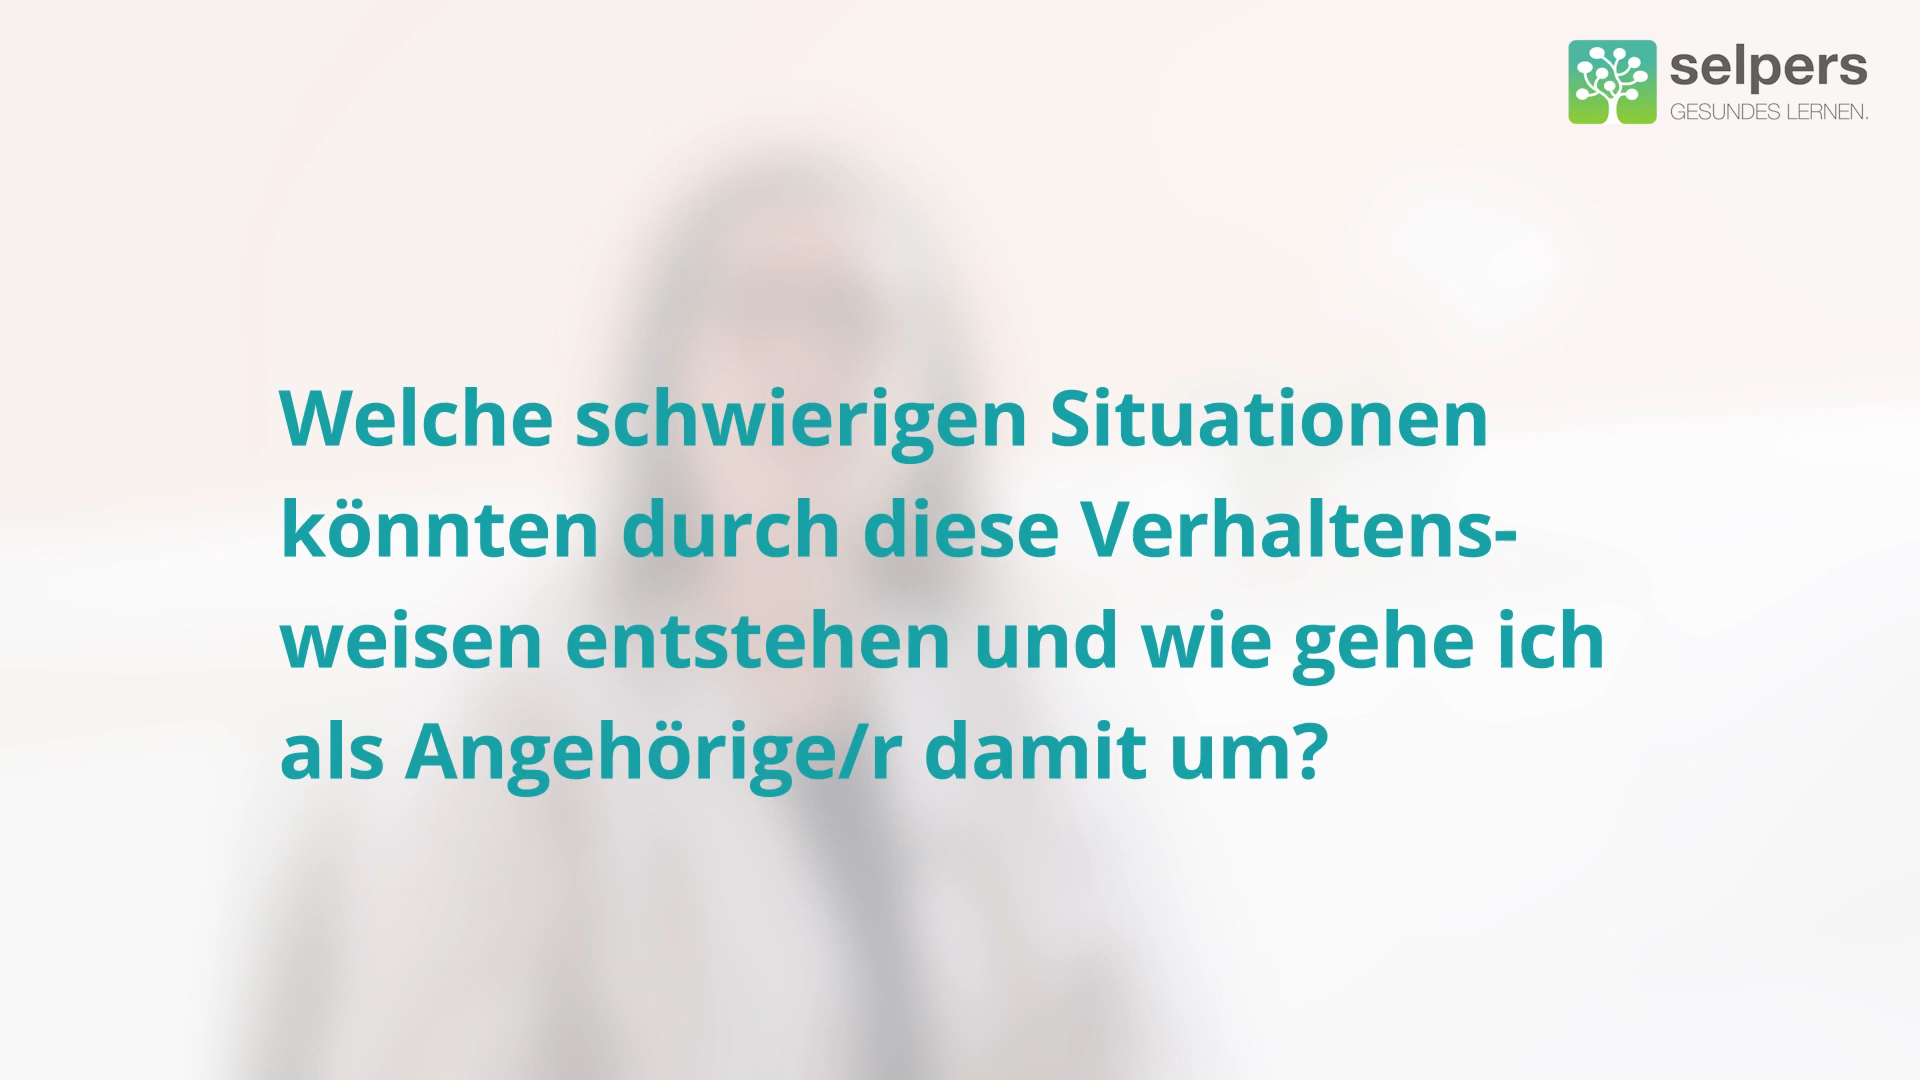 selpers
GESUNDES LERNEN.
Welche schwierigen Situationen
könnten durch diese Verhaltens-
weisen entstehen und wie gehe ich
als Angehörige/r damit um?